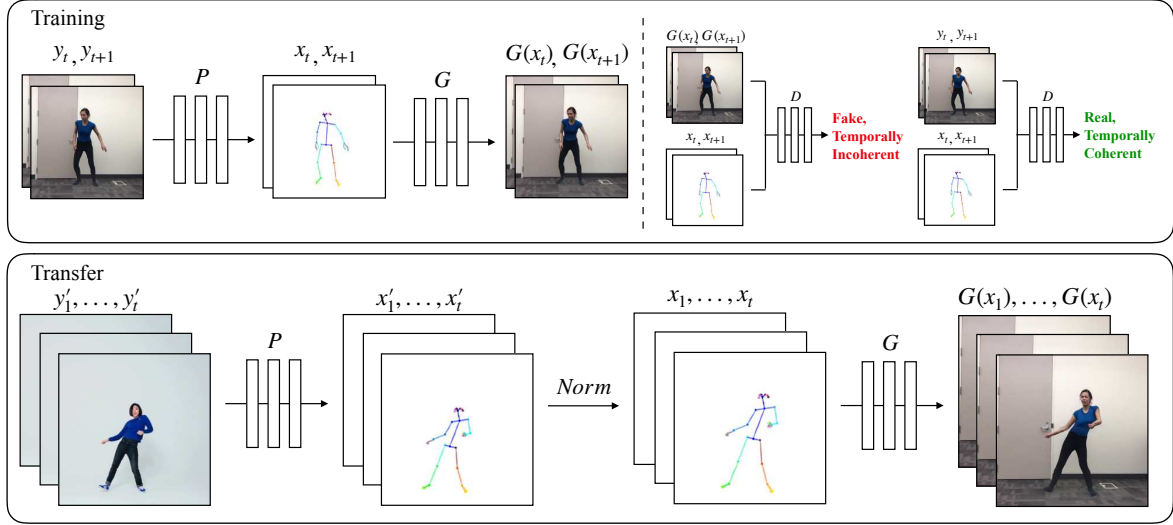 Training
y_t, y_{t+1}
P
x_t, x_{t+1}
G
G(x_t), G(x_{t+1})
G(x_t), G(x_{t+1})
D
x_t, x_{t+1}
Fake,
Temporally
Incoherent
y_t, y_{t+1}
D
x_t, x_{t+1}
Real,
Temporally
Coherent
Transfer
y′_1, . . . , y′_t
P
x′_1, . . . , x′_t
Norm
x_1, . . . , x_t
G
G(x_1), . . . , G(x_t)